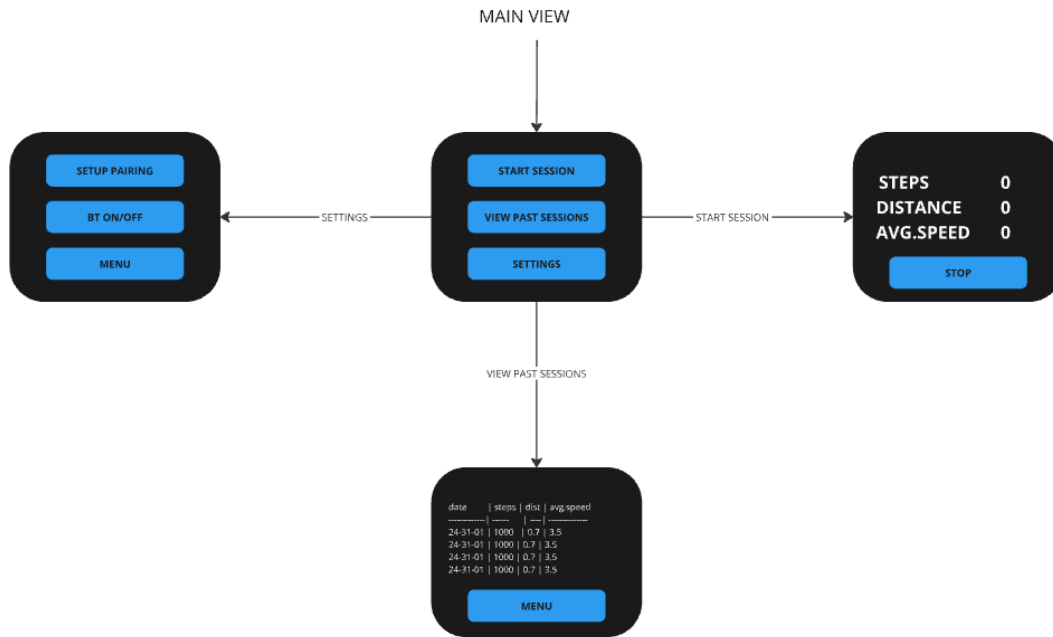 MAIN VIEW
SETUP PAIRING
BT ON/OFF
MENU
SETTINGS
START SESSION
VIEW PAST SESSIONS
SETTINGS
START SESSION
STEPS 0
DISTANCE 0
AVG.SPEED 0
STOP
VIEW PAST SESSIONS
date | steps | dist | avg.speed
-------------| ------ | ----| --------------
24-31-01 | 1000 | 0.7 | 3.5
24-31-01 | 1000 | 0.7 | 3.5
24-31-01 | 1000 | 0.7 | 3,5
24-31-01 | 1000 | 0.7 | 3.5
MENU